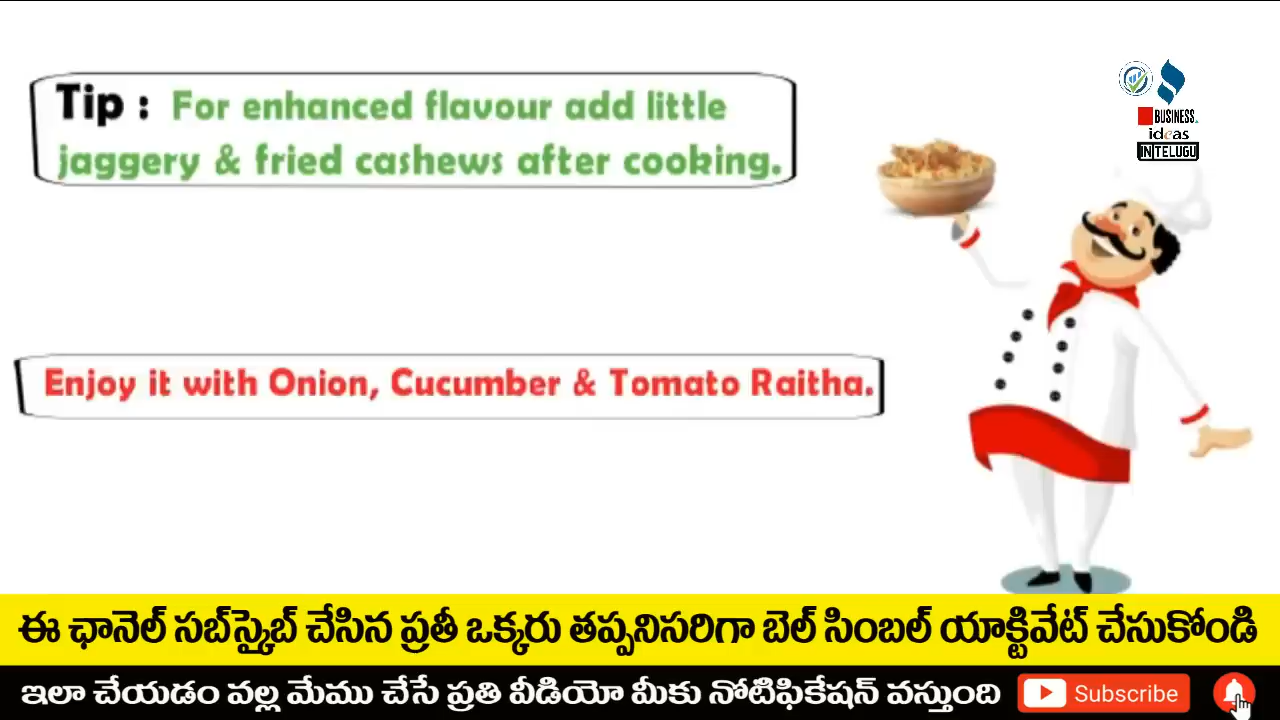 Tip : For enhanced flavour add little
jaggery & fried cashews after cooking.
BUSINESS
ideas
IN TELUGU
Enjoy it with Onion, Cucumber & Tomato Raitha.
ఈ ఛానెల్ సబ్‌స్క్రైబ్ చేసిన ప్రతీ ఒక్కరు తప్పనిసరిగా బెల్ సింబల్ యాక్టివేట్ చేసుకోండి
ఇలా చేయడం వల్ల మేము చేసే ప్రతి వీడియో మీకు నోటిఫికేషన్ వస్తుంది Subscribe